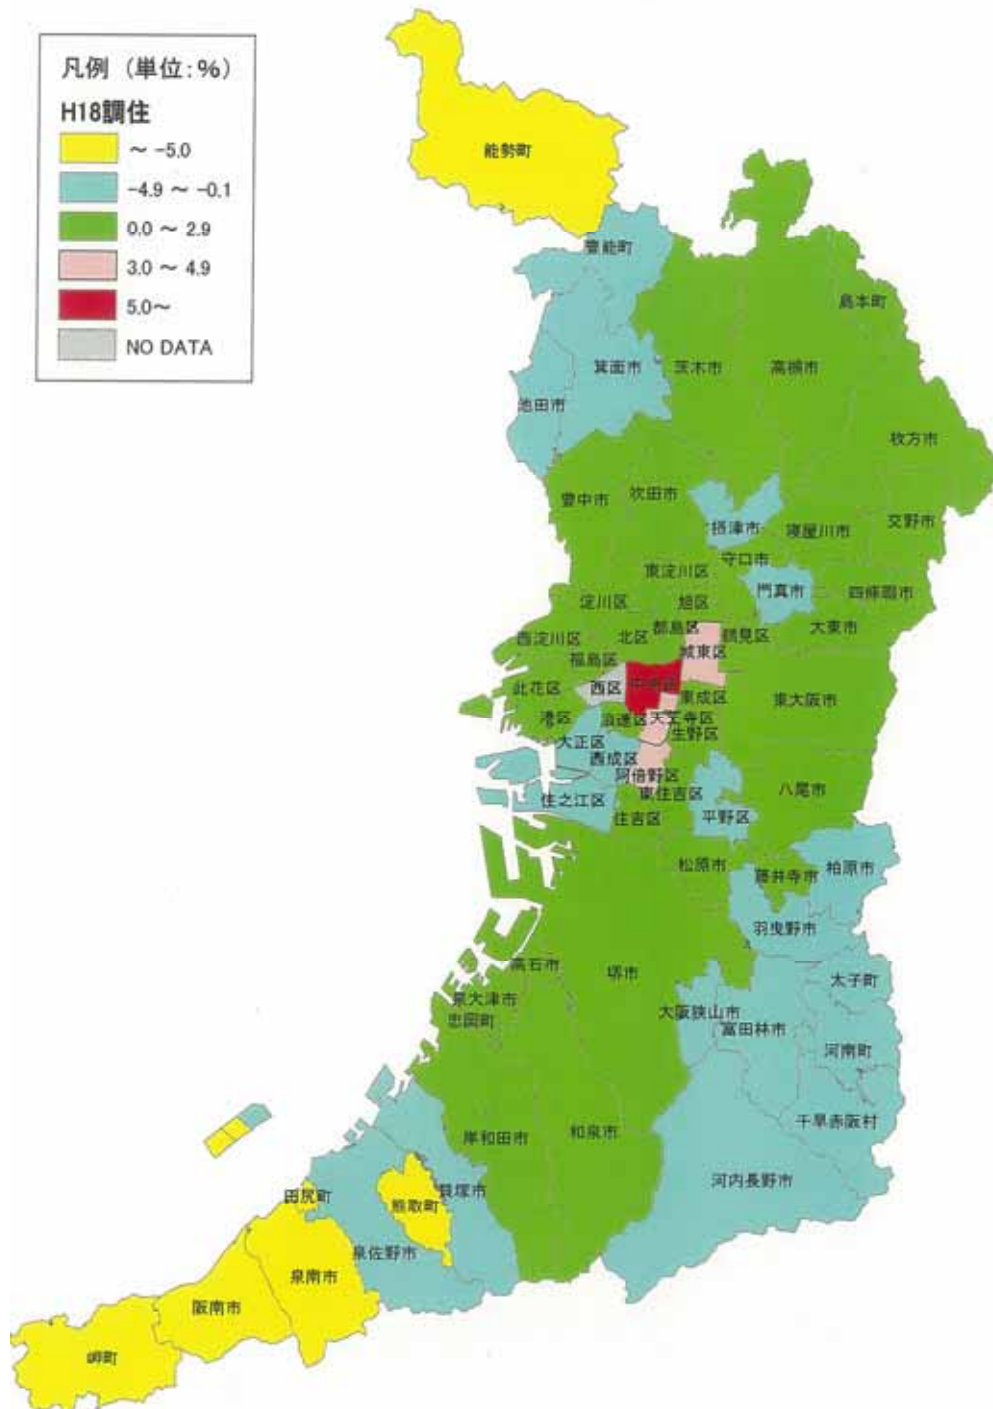 凡例 (単位:%)
H18調住
～ -5.0
-4.9 ～ -0.1
0.0 ～ 2.9
3.0 ～ 4.9
5.0～
NO DATA
能勢町
豊能町
島本町
箕面市
茨木市
高槻市
池田市
枚方市
豊中市
吹田市
摂津市
寝屋川市
交野市
守口市
東淀川区
門真市
四條畷市
淀川区
旭区
西淀川区
北区
都島区
鶴見区
大東市
福島区
城東区
此花区
西区
中央区
東成区
東大阪市
港区
浪速区
天王寺区
生野区
大正区
西成区
阿倍野区
住之江区
東住吉区
八尾市
住吉区
平野区
松原市
藤井寺市
柏原市
羽曳野市
高石市
堺市
太子町
泉大津市
忠岡町
大阪狭山市
富田林市
河南町
千早赤阪村
岸和田市
和泉市
河内長野市
田尻町
熊取町
貝塚市
泉佐野市
泉南市
阪南市
岬町